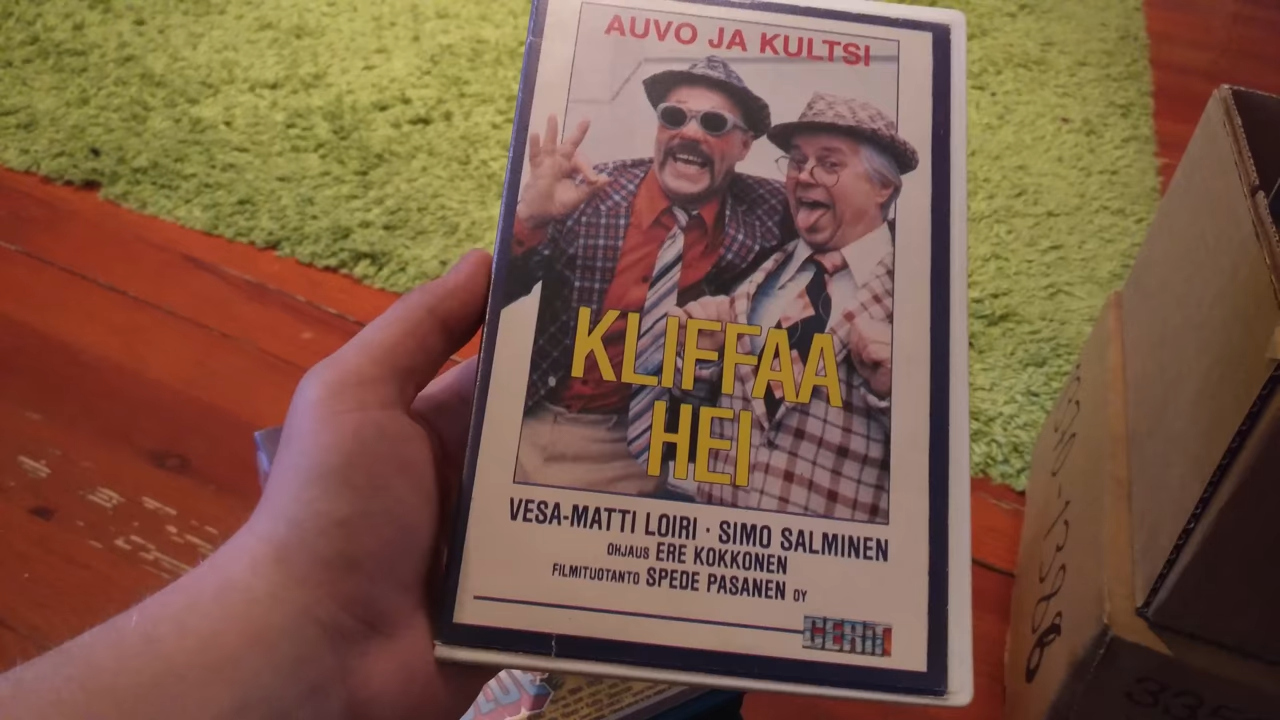 AUVO JA KULTSI
KLIFFAA
HEI
VESA-MATTI LOIRI · SIMO SALMINEN
OHJAUS ERE KOKKONEN
FILMITUOTANTO SPEDE PASANEN OY